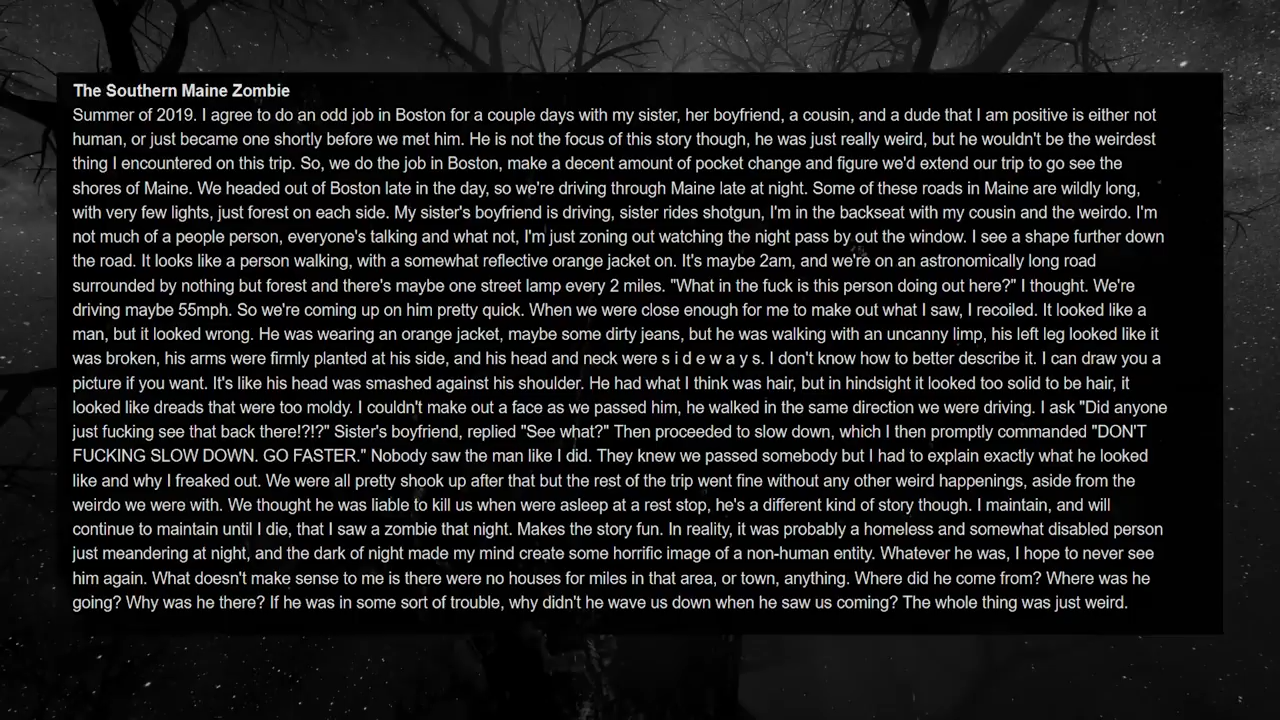 The Southern Maine Zombie
Summer of 2019. I agree to do an odd job in Boston for a couple days with my sister, her boyfriend, a cousin, and a dude that I am positive is either not
human, or just became one shortly before we met him. He is not the focus of this story though, he was just really weird, but he wouldn't be the weirdest
thing I encountered on this trip. So, we do the job in Boston, make a decent amount of pocket change and figure we'd extend our trip to go see the
shores of Maine. We headed out of Boston late in the day, so we're driving through Maine late at night. Some of these roads in Maine are wildly long,
with very few lights, just forest on each side. My sister's boyfriend is driving, sister rides shotgun, I'm in the backseat with my cousin and the weirdo. I'm
not much of a people person, everyone's talking and what not, I'm just zoning out watching the night pass by out the window. I see a shape further down
the road. It looks like a person walking, with a somewhat reflective orange jacket on. It's maybe 2am, and we're on an astronomically long road
surrounded by nothing but forest and there's maybe one street lamp every 2 miles. "What in the fuck is this person doing out here?" I thought. We're
driving maybe 55mph. So we're coming up on him pretty quick. When we were close enough for me to make out what I saw, I recoiled. It looked like a
man, but it looked wrong. He was wearing an orange jacket, maybe some dirty jeans, but he was walking with an uncanny limp, his left leg looked like it
was broken, his arms were firmly planted at his side, and his head and neck were s i d e w a y s. I don't know how to better describe it. I can draw you a
picture if you want. It's like his head was smashed against his shoulder. He had what I think was hair, but in hindsight it looked too solid to be hair, it
looked like dreads that were too moldy. I couldn't make out a face as we passed him, he walked in the same direction we were driving. I ask "Did anyone
just fucking see that back there!?!?" Sister's boyfriend, replied "See what?" Then proceeded to slow down, which I then promptly commanded "DON'T
FUCKING SLOW DOWN. GO FASTER." Nobody saw the man like I did. They knew we passed somebody but I had to explain exactly what he looked
like and why I freaked out. We were all pretty shook up after that but the rest of the trip went fine without any other weird happenings, aside from the
weirdo we were with. We thought he was liable to kill us when were asleep at a rest stop, he's a different kind of story though. I maintain, and will
continue to maintain until I die, that I saw a zombie that night. Makes the story fun. In reality, it was probably a homeless and somewhat disabled person
just meandering at night, and the dark of night made my mind create some horrific image of a non-human entity. Whatever he was, I hope to never see
him again. What doesn't make sense to me is there were no houses for miles in that area, or town, anything. Where did he come from? Where was he
going? Why was he there? If he was in some sort of trouble, why didn't he wave us down when he saw us coming? The whole thing was just weird.